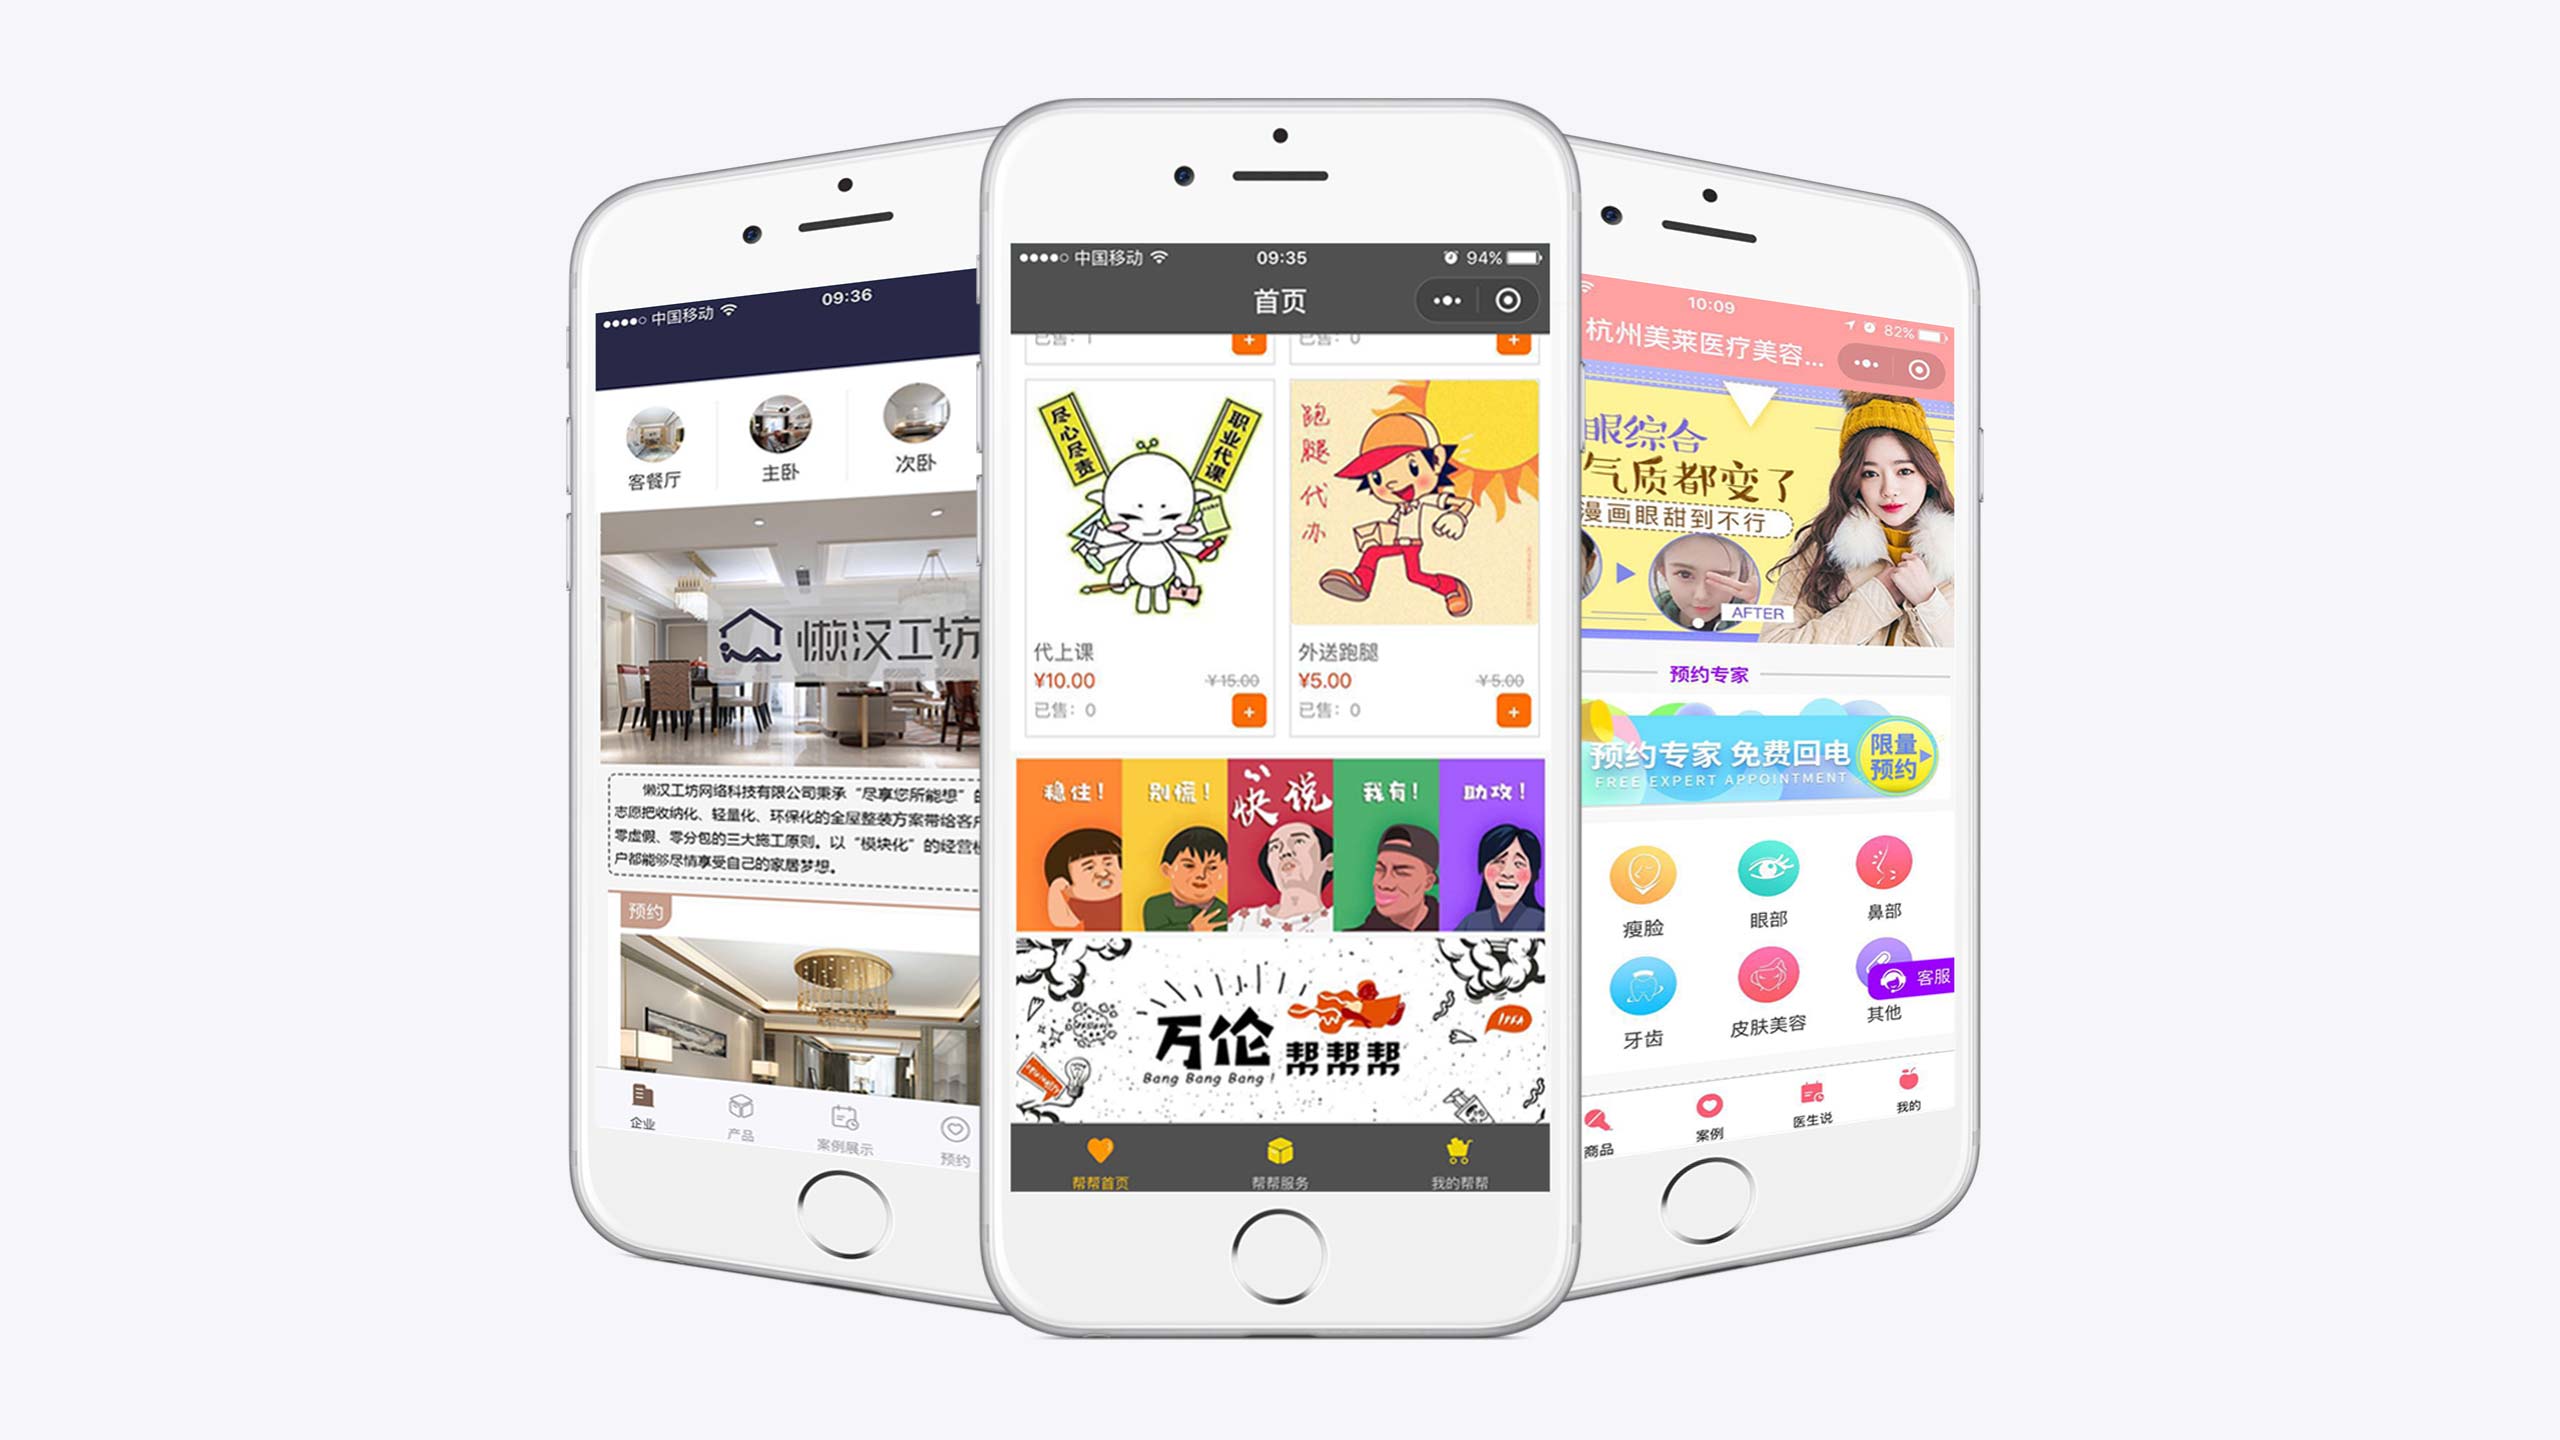 中国移动
09:36
客餐厅
主卧
次卧
懒汉工坊
懒汉工坊网络科技有限公司秉承“尽享您所能想”
志愿把收纳化、轻量化、环保化的全屋整装方案带给客户
零虚假、零分包的三大施工原则。以“模块化”的经营
户都能够尽情享受自己的家居梦想。
预约
企业
产品
案例展示
预约
中国移动
09:35
94%
首页
已售：1
已售：0
尽心尽责
职业代课
跑腿代办
代上课
¥10.00
¥15.00
已售：0
外送跑腿
¥5.00
¥5.00
已售：0
稳住！
别慌！
快说
我有！
助攻！
万伦
帮帮帮
Bang Bang Bang!
帮帮首页
帮帮服务
我的帮帮
10:09
82%
杭州美莱医疗美容...
眼综合
气质都变了
漫画眼甜到不行
AFTER
预约专家
预约专家 免费回电
FREE EXPERT APPOINTMENT
限量
预约
瘦脸
眼部
鼻部
牙齿
皮肤美容
其他
客服
商品
案例
医生说
我的